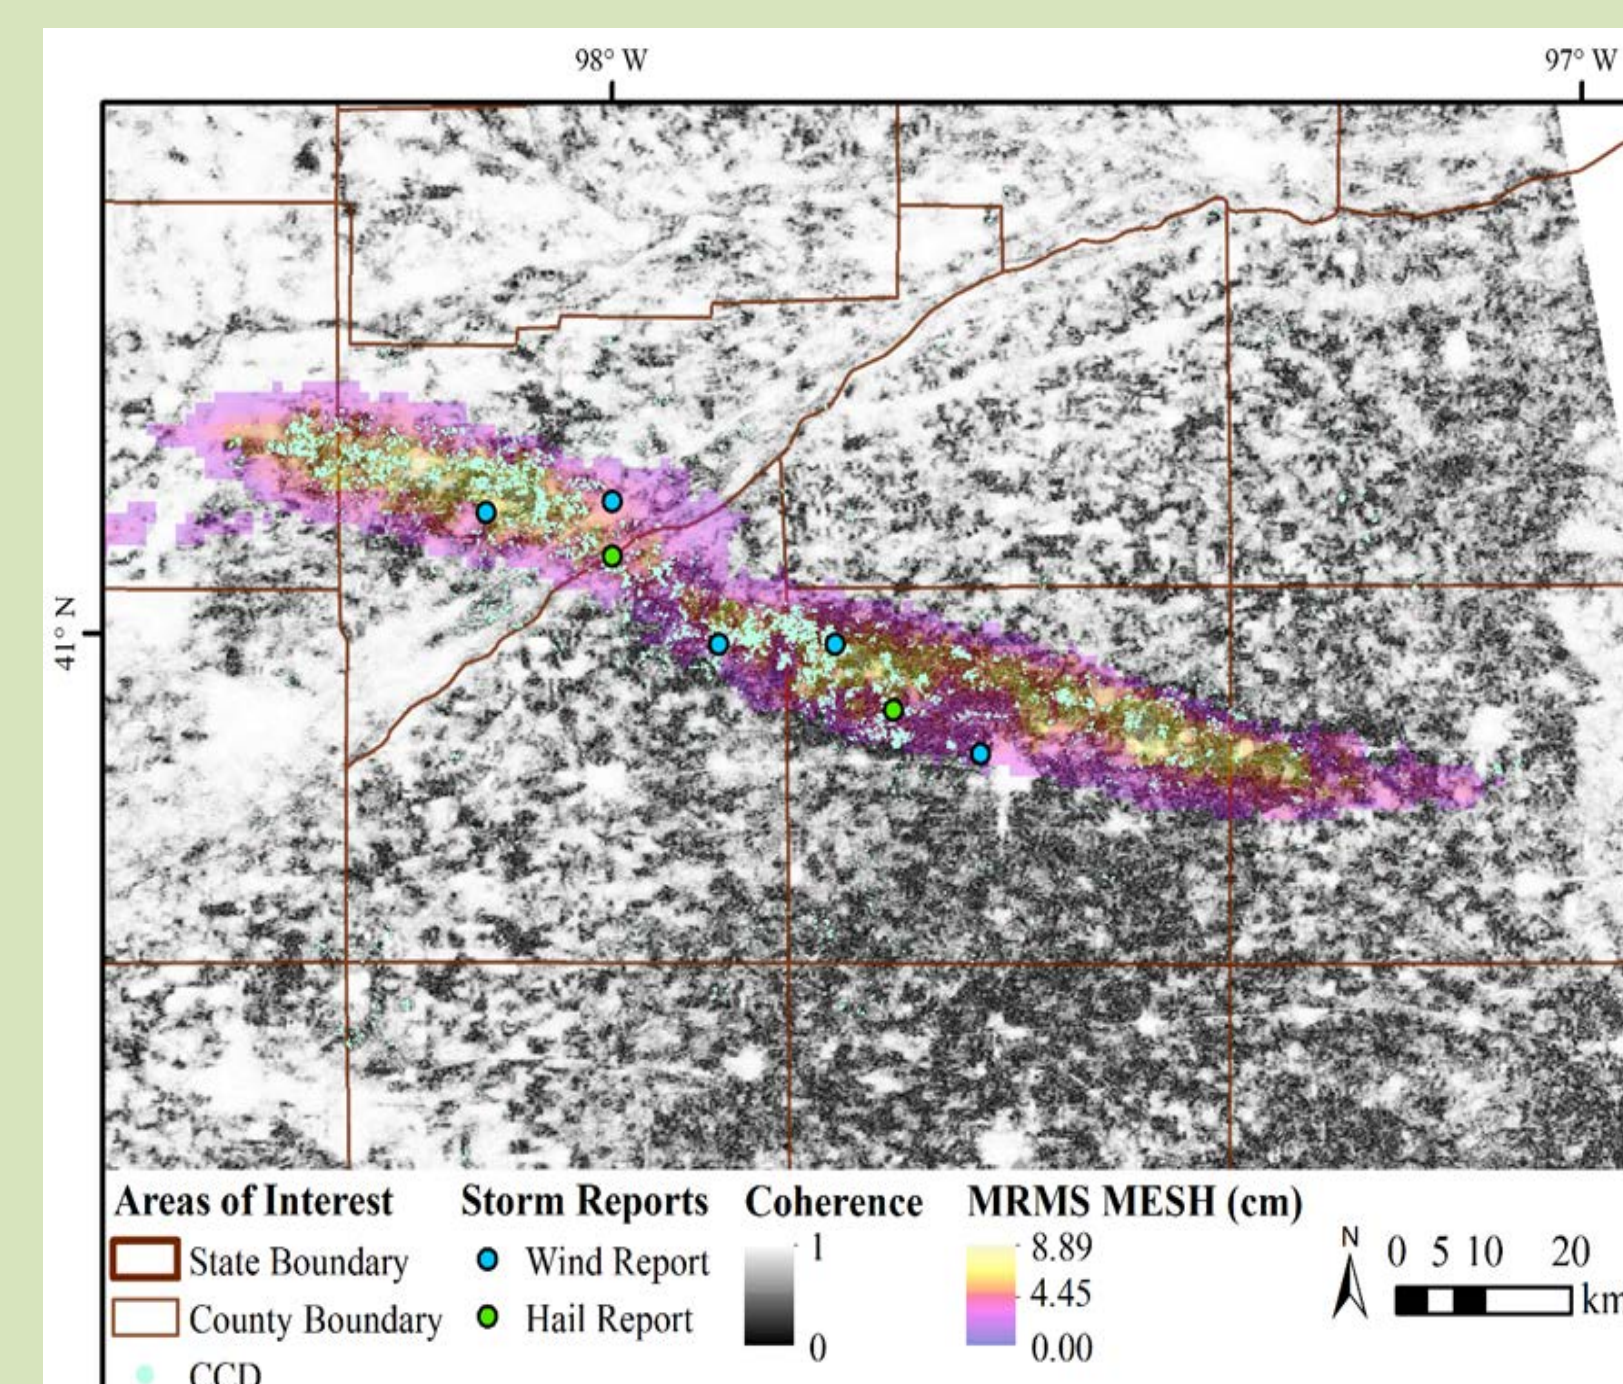 98° W
97° W
41° N
Areas of Interest
State Boundary
County Boundary
CCD
Storm Reports
Wind Report
Hail Report
Coherence
1
0
MRMS MESH (cm)
8.89
4.45
0.00
N
0 5 10 20
km